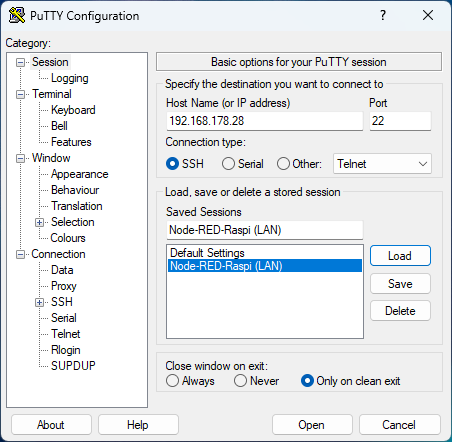 PuTTY Configuration
?
Category:
Session
Logging
Terminal
Keyboard
Bell
Features
Window
Appearance
Behaviour
Translation
Selection
Colours
Connection
Data
Proxy
SSH
Serial
Telnet
Rlogin
SUPDUP
Basic options for your PuTTY session
Specify the destination you want to connect to
Host Name (or IP address) Port
192.168.178.28 22
Connection type:
SSH Serial Other: Telnet
Load, save or delete a stored session
Saved Sessions
Node-RED-Raspi (LAN)
Default Settings
Node-RED-Raspi (LAN)
Load
Save
Delete
Close window on exit:
Always Never Only on clean exit
About Help Open Cancel